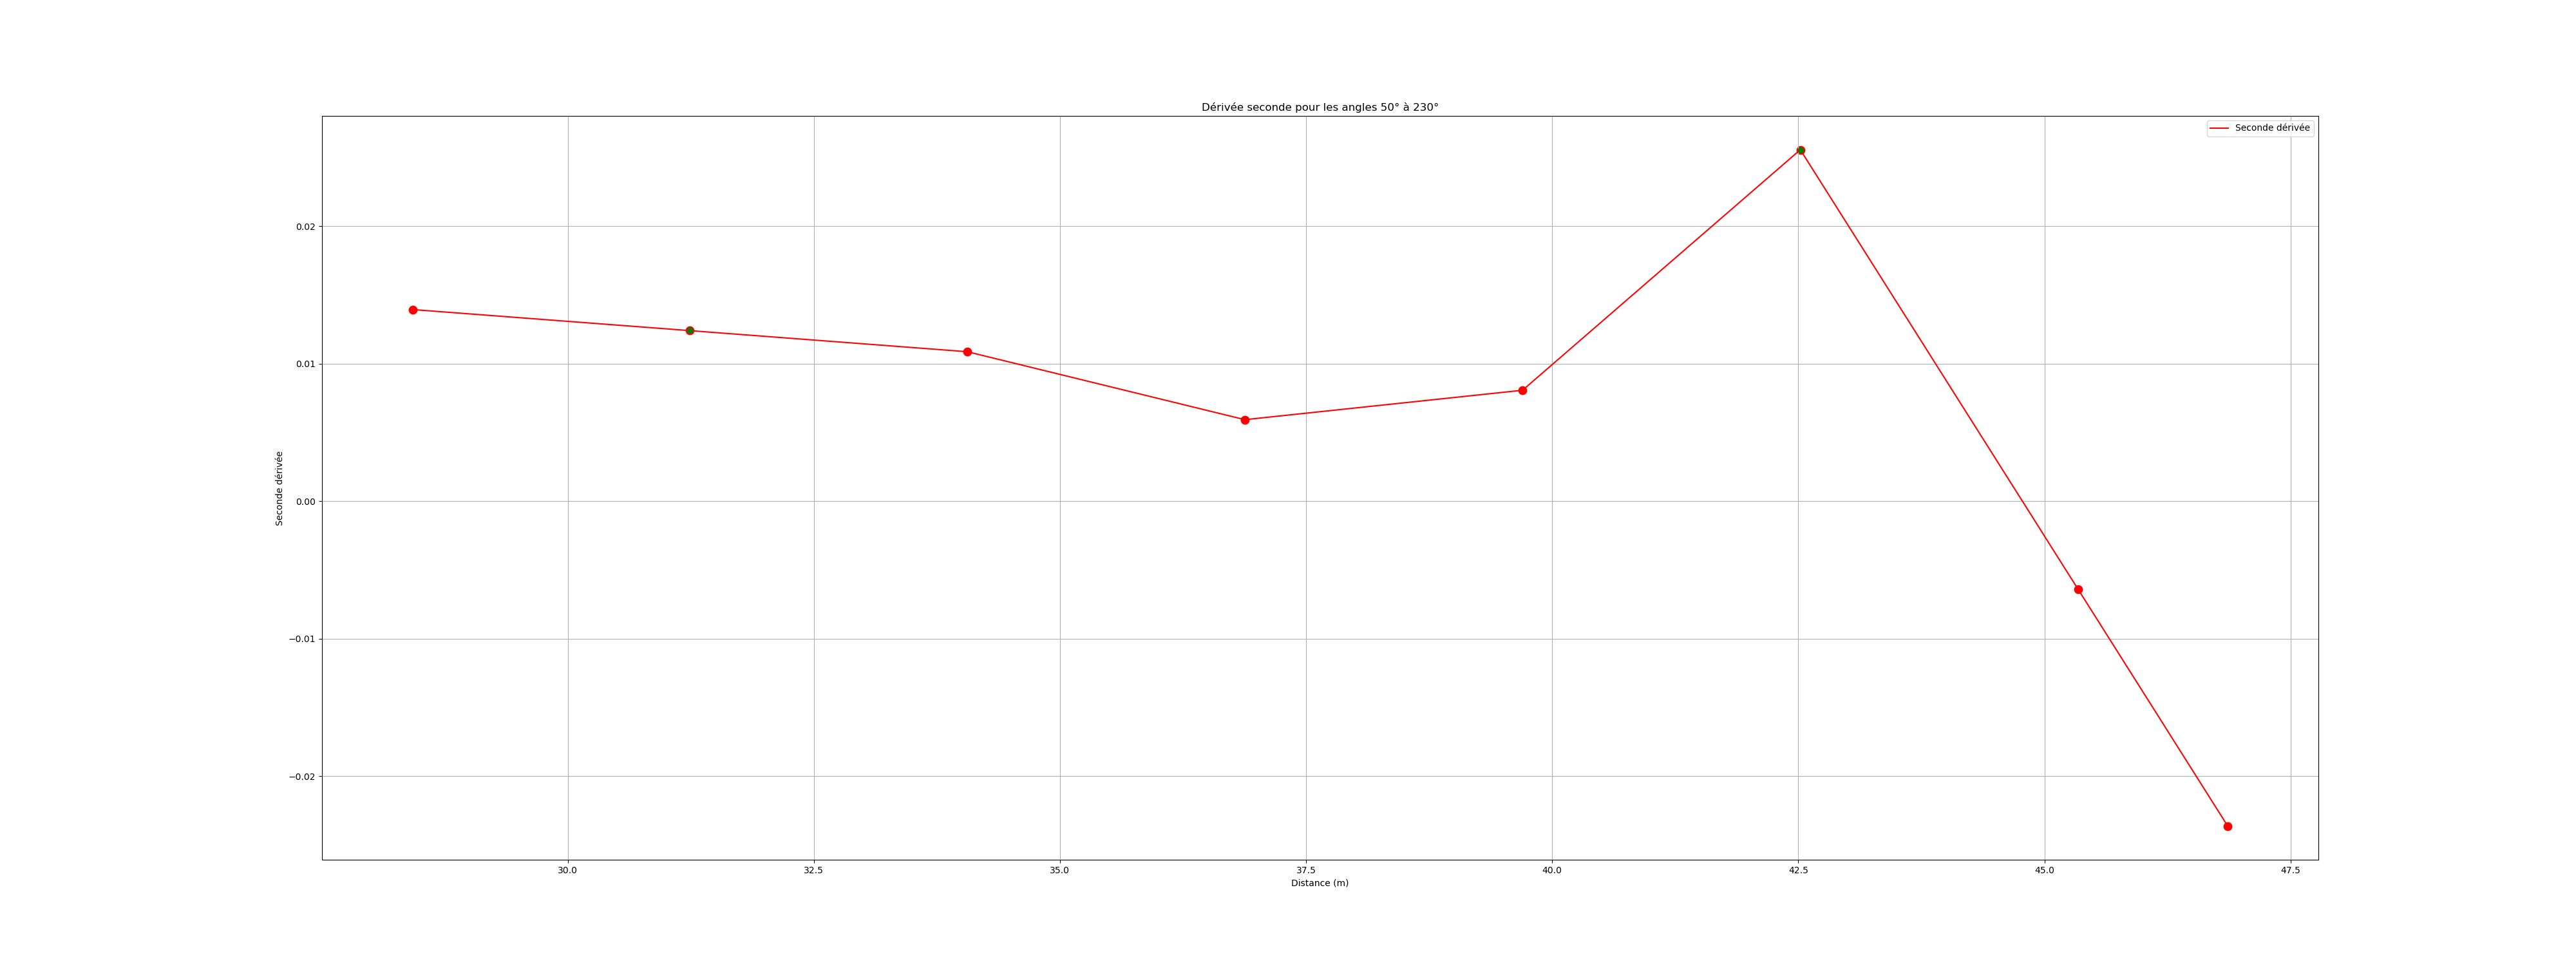 Dérivée seconde pour les angles 50° à 230°
Seconde dérivée
0.02
0.01
0.00
−0.01
−0.02
Seconde dérivée
30.0 32.5 35.0 37.5 40.0 42.5 45.0 47.5
Distance (m)